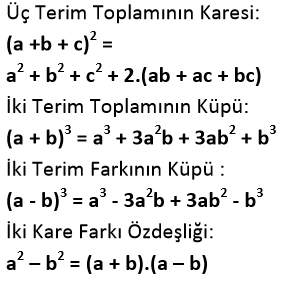 Üç Terim Toplamının Karesi:
(a +b + c)² =
a² + b² + c² + 2.(ab + ac + bc)
İki Terim Toplamının Küpü:
(a + b)³ = a³ + 3a²b + 3ab² + b³
İki Terim Farkının Küpü :
(a - b)³ = a³ - 3a²b + 3ab² - b³
İki Kare Farkı Özdeşliği:
a² – b² = (a + b).(a – b)